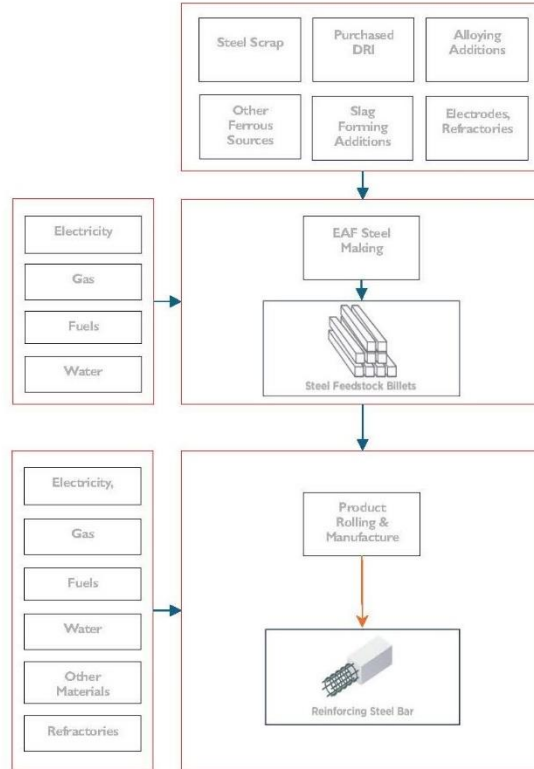 Steel Scrap
Purchased
DRI
Alloying
Additions
Other
Ferrous
Sources
Slag
Forming
Additions
Electrodes,
Refractories
Electricity
Gas
Fuels
Water
EAF Steel
Making
Steel Feedstock Billets
Electricity,
Gas
Fuels
Water
Other
Materials
Refractories
Product
Rolling &
Manufacture
Reinforcing Steel Bar